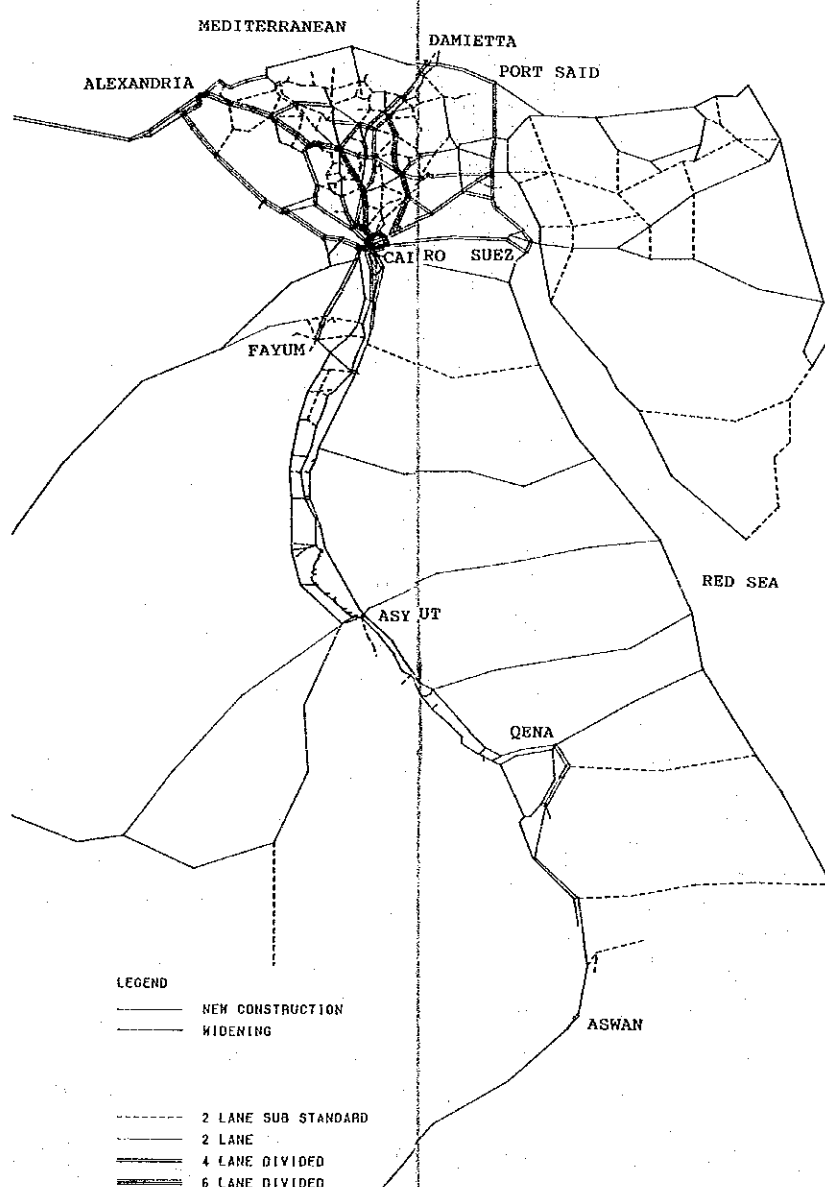 MEDITERRANEAN
DAMIETTA
ALEXANDRIA
PORT SAID
CAIRO
SUEZ
FAYUM
RED SEA
ASYUT
QENA
ASWAN
LEGEND
NEW CONSTRUCTION
WIDENING
2 LANE SUB STANDARD
2 LANE
4 LANE DIVIDED
6 LANE DIVIDED